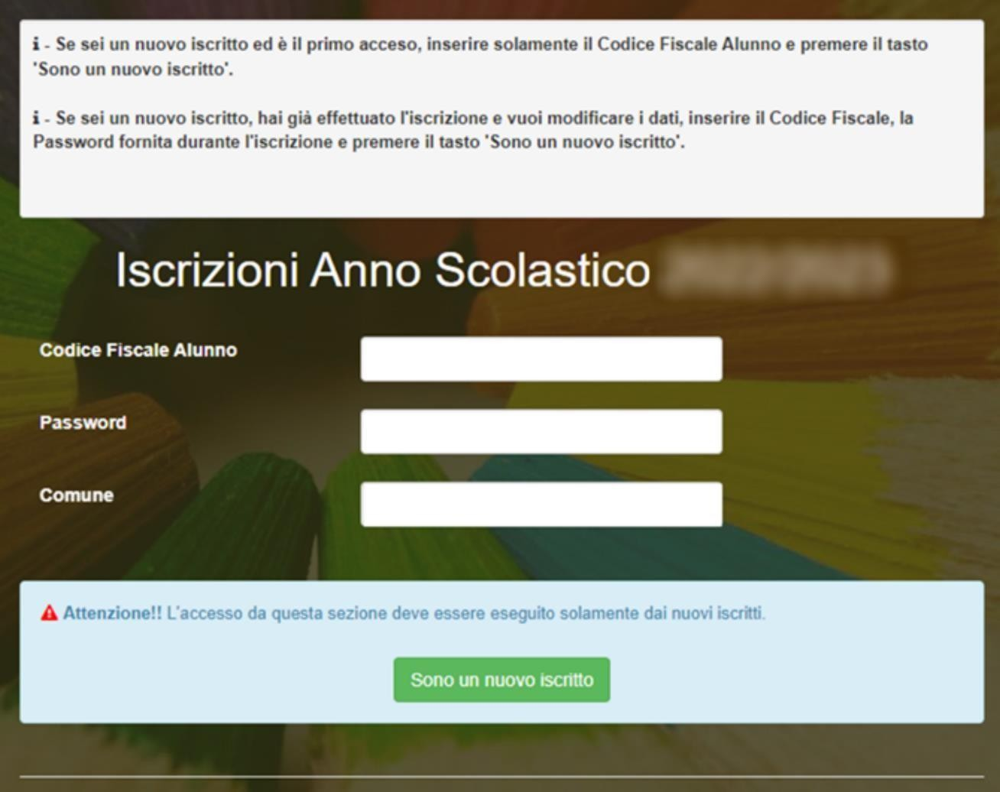 i - Se sei un nuovo iscritto ed è il primo acceso, inserire solamente il Codice Fiscale Alunno e premere il tasto
'Sono un nuovo iscritto'.
i - Se sei un nuovo iscritto, hai già effettuato l'iscrizione e vuoi modificare i dati, inserire il Codice Fiscale, la
Password fornita durante l'iscrizione e premere il tasto 'Sono un nuovo iscritto'.
Iscrizioni Anno Scolastico
Codice Fiscale Alunno
Password
Comune
Attenzione!! L'accesso da questa sezione deve essere eseguito solamente dai nuovi iscritti.
Sono un nuovo iscritto